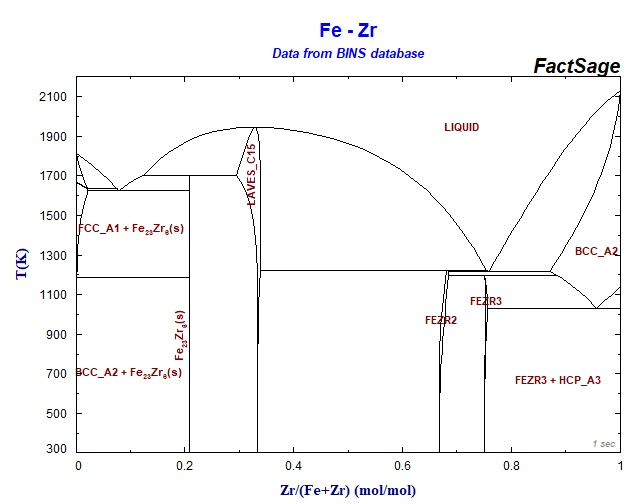 Fe - Zr
Data from BINS database
FactSage
2100
1900
1700
1500
1300
1100
900
700
500
300
T(K)
LIQUID
LAVES_C15
FCC_A1 + Fe₂₃Zr₆(s)
BCC_A2
FEZR3
FEZR2
Fe₂₃Zr₆(s)
BCC_A2 + Fe₂₃Zr₆(s)
FEZR3 + HCP_A3
1 sec
0
0.2
0.4
0.6
0.8
1
Zr/(Fe+Zr) (mol/mol)